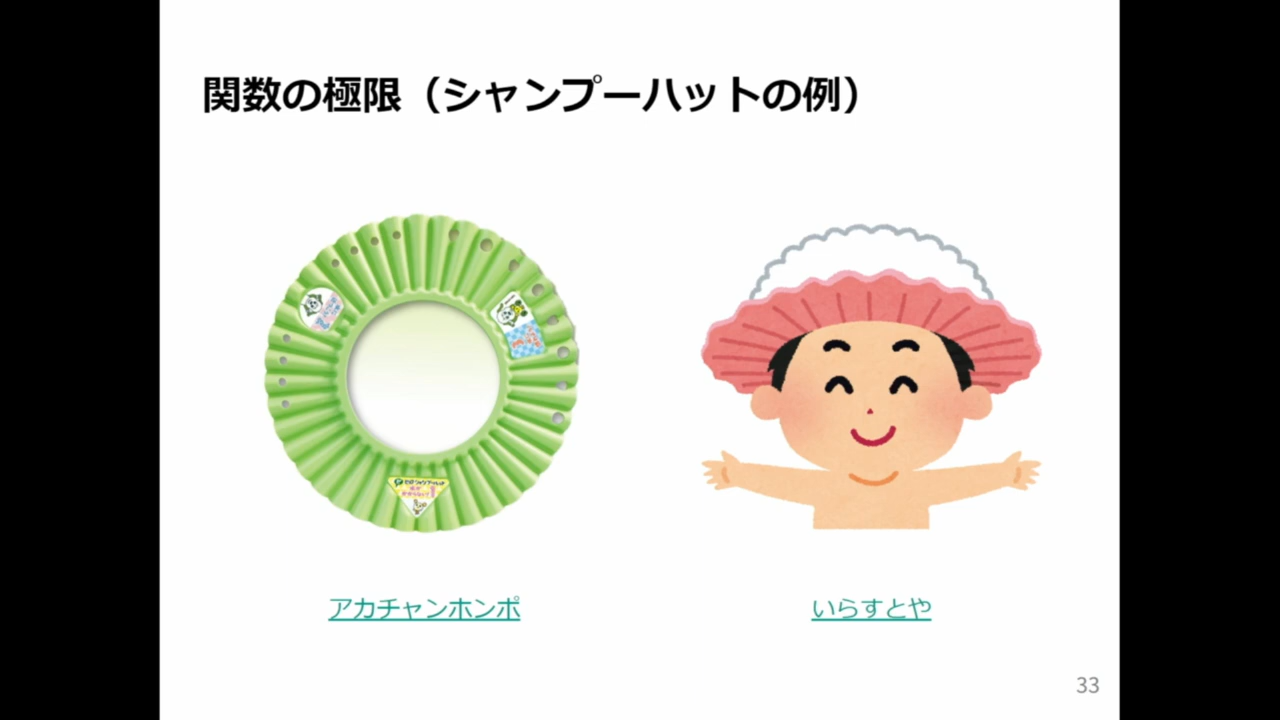 関数の極限（シャンプーハットの例）
アカチャンホンポ
いらすとや
33